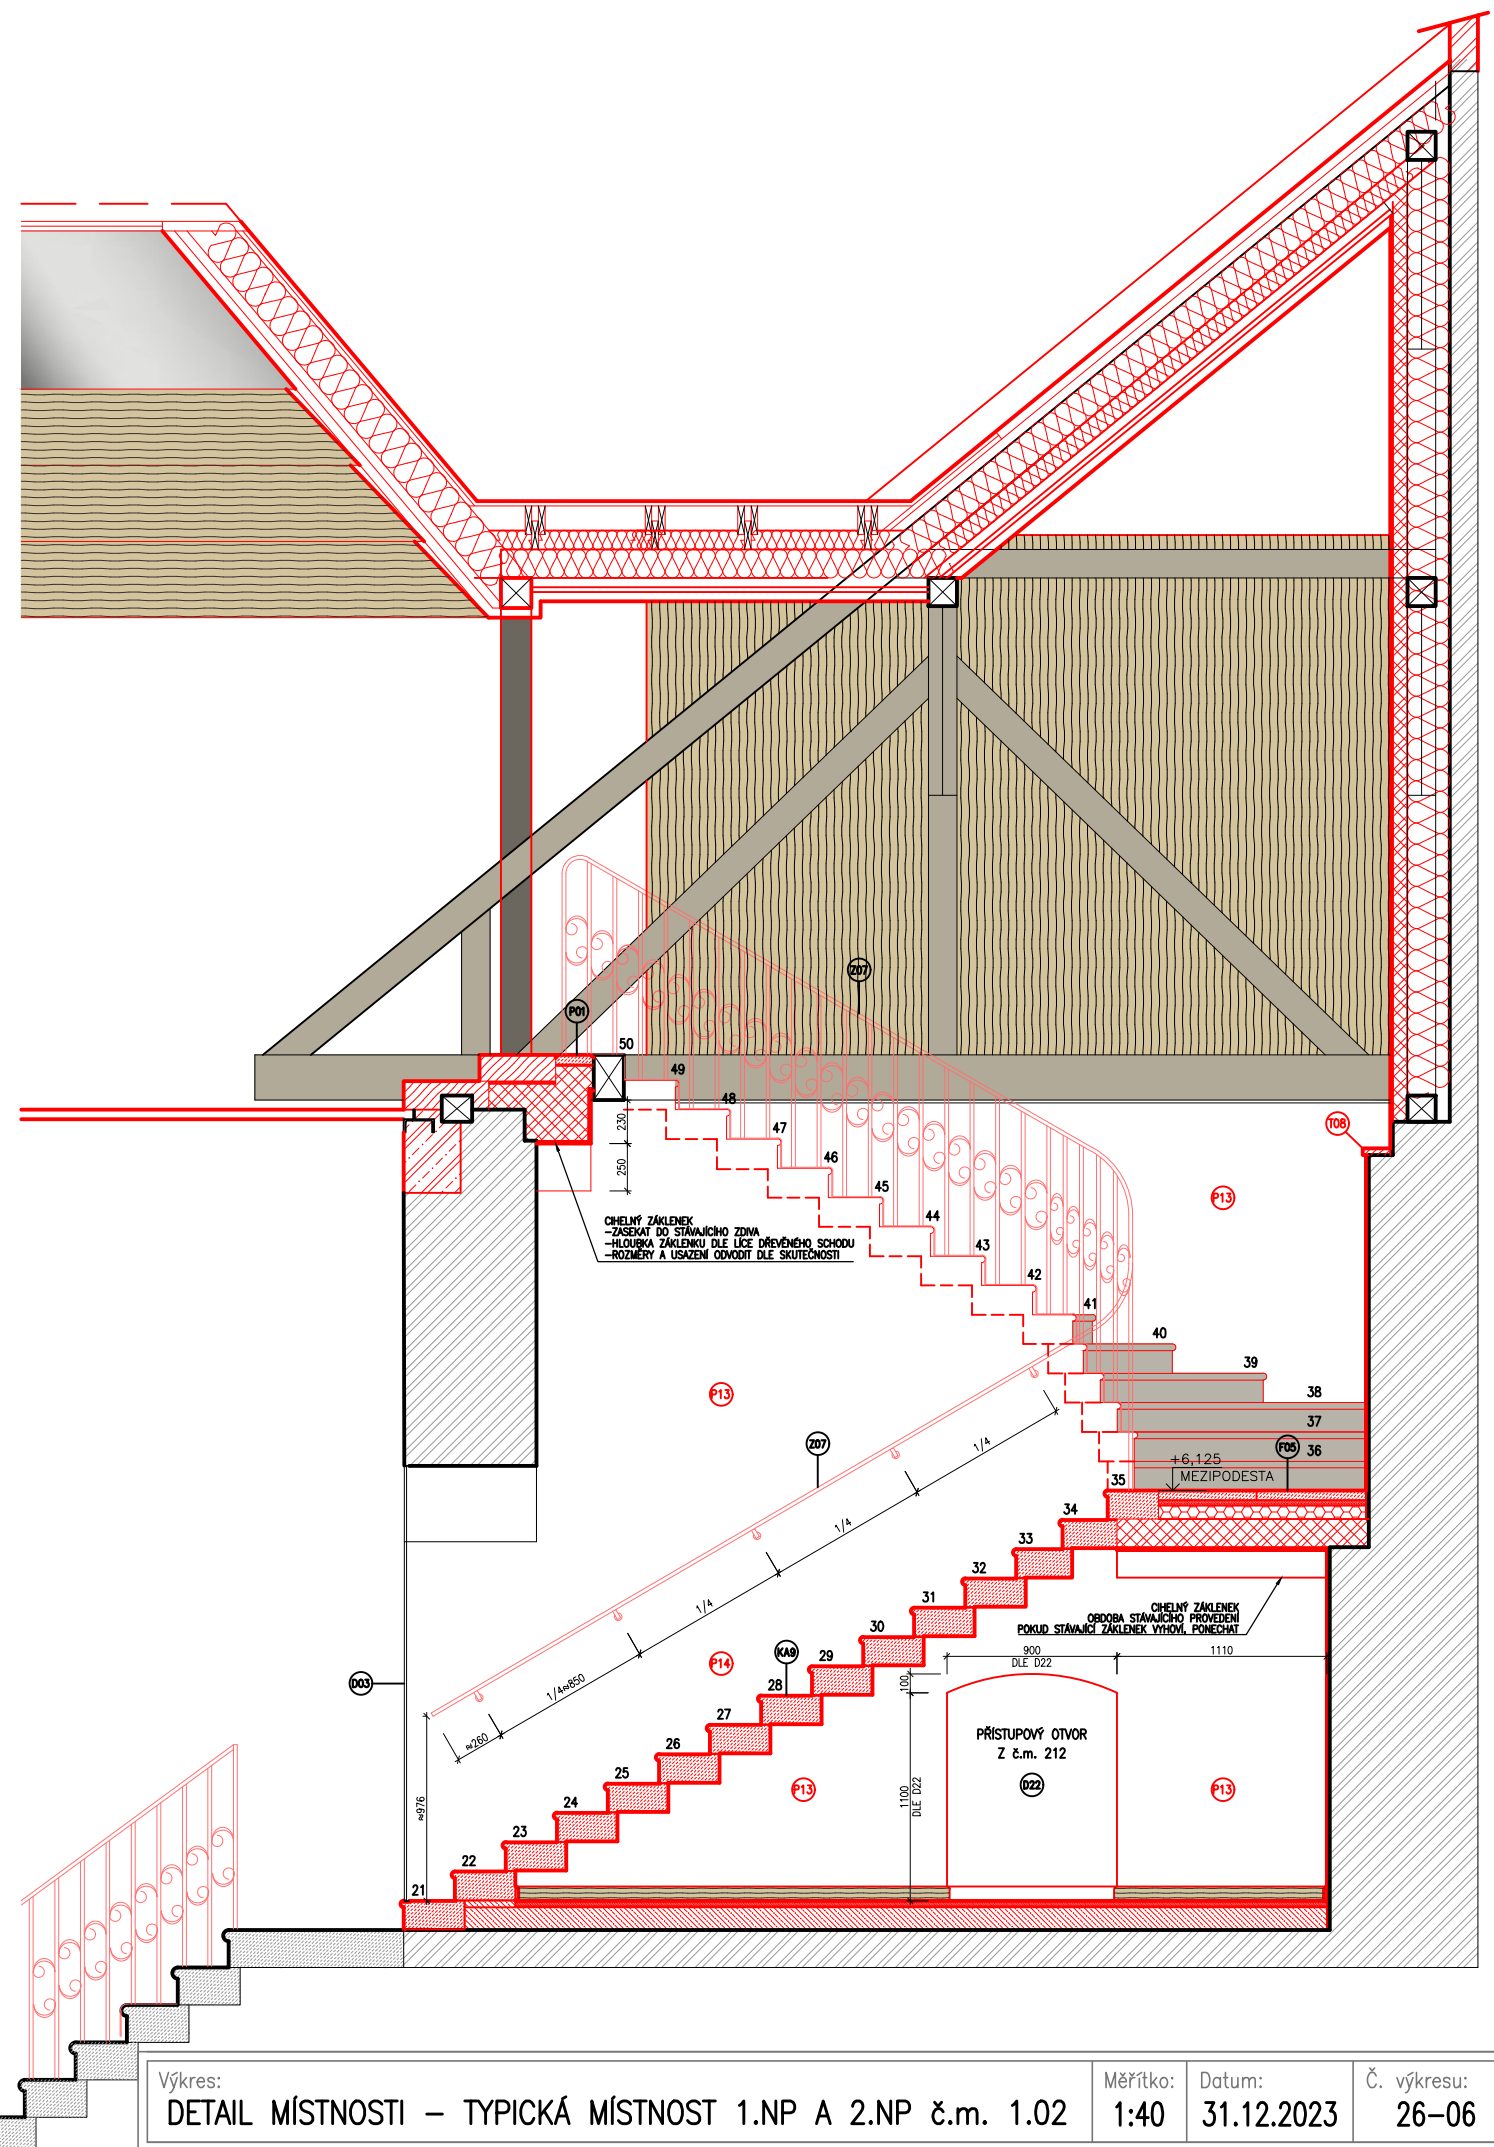 Z07
P01
50
49
48
47
46
45
44
43
42
41
40
39
38
37
36
230
250
T08
P13
CIHELNÝ ZÁKLENEK
–ZASEKAT DO STÁVAJÍCÍHO ZDIVA
–HLOUBKA ZÁKLENKU DLE LÍCE DŘEVĚNÉHO SCHODU
–ROZMĚRY A USAZENÍ ODVODIT DLE SKUTEČNOSTI
P13
Z07
F05
+6,125
MEZIPODESTA
35
34
33
32
31
30
29
28
27
26
25
24
23
22
21
1/4
1/4
1/4
1/4≈850
≈260
≈976
CIHELNÝ ZÁKLENEK
OBDOBA STÁVAJÍCÍHO PROVEDENÍ
POKUD STÁVAJÍCÍ ZÁKLENEK VYHOVÍ, PONECHAT
900
DLE D22
1110
100
1100
DLE D22
P14
KA9
D03
PŘÍSTUPOVÝ OTVOR
Z č.m. 212
D22
P13
P13
Výkres:
DETAIL MÍSTNOSTI – TYPICKÁ MÍSTNOST 1.NP A 2.NP č.m. 1.02
Měřítko:
1:40
Datum:
31.12.2023
Č. výkresu:
26–06